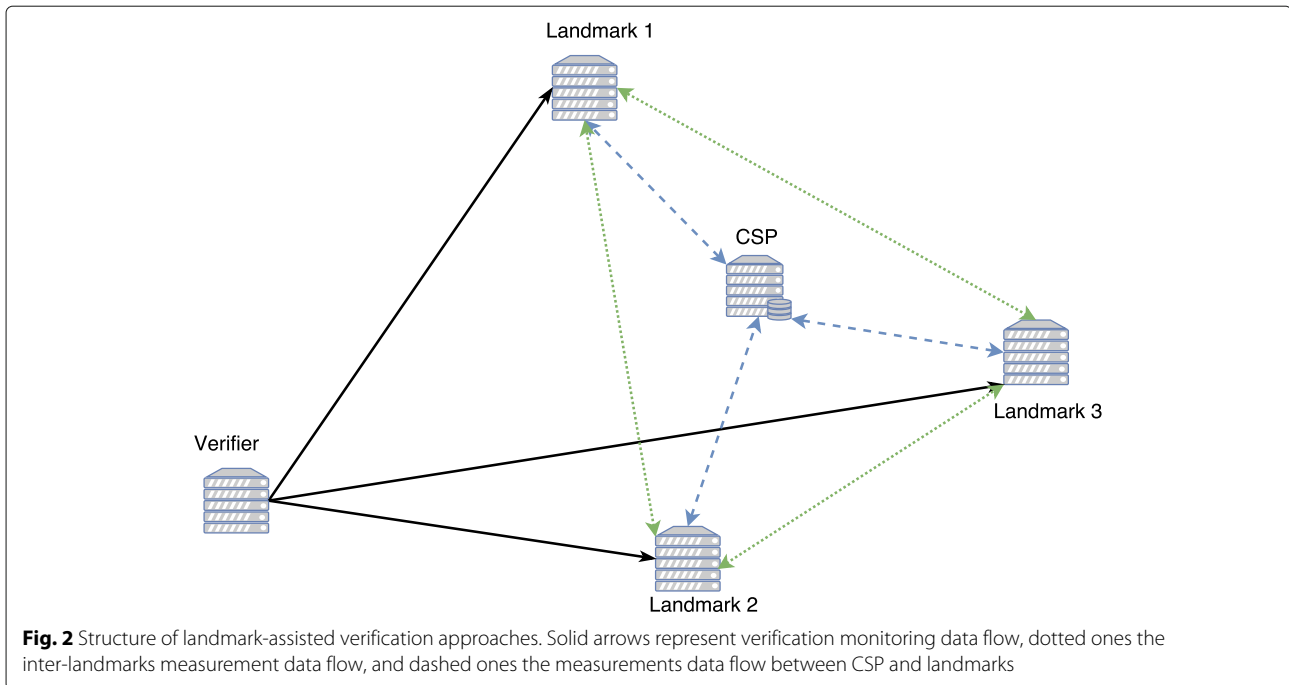 Landmark 1
CSP
Landmark 3
Verifier
Landmark 2
Fig. 2 Structure of landmark-assisted verification approaches. Solid arrows represent verification monitoring data flow, dotted ones the
inter-landmarks measurement data flow, and dashed ones the measurements data flow between CSP and landmarks